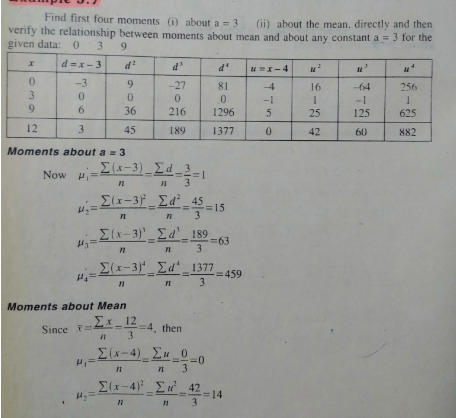 Example 5.7
Find first four moments (i) about a = 3 (ii) about the mean. directly and then
verify the relationship between moments about mean and about any constant a = 3 for the
given data: 0 3 9
x d = x – 3 d² d³ d⁴ u = x – 4 u² u³ u⁴
0 –3 9 –27 81 –4 16 –64 256
3 0 0 0 0 –1 1 –1 1
9 6 36 216 1296 5 25 125 625
12 3 45 189 1377 0 42 60 882
Moments about a = 3
Now μ₁′ = Σ(x–3)/n = Σd/n = 3/3 = 1
μ₂′ = Σ(x–3)²/n = Σd²/n = 45/3 = 15
μ₃′ = Σ(x–3)³/n = Σd³/n = 189/3 = 63
μ₄′ = Σ(x–3)⁴/n = Σd⁴/n = 1377/3 = 459
Moments about Mean
Since x̄ = Σx/n = 12/3 = 4, then
μ₁ = Σ(x–4)/n = Σu/n = 0/3 = 0
μ₂ = Σ(x–4)²/n = Σu²/n = 42/3 = 14